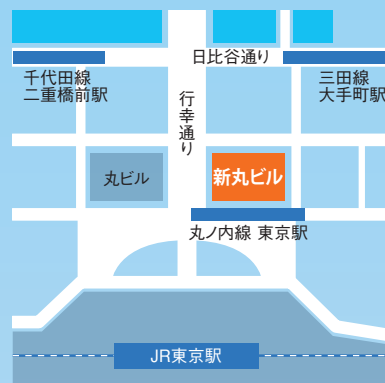 日比谷通り
千代田線
二重橋前駅
三田線
大手町駅
行幸通り
丸ビル
新丸ビル
丸ノ内線 東京駅
JR東京駅